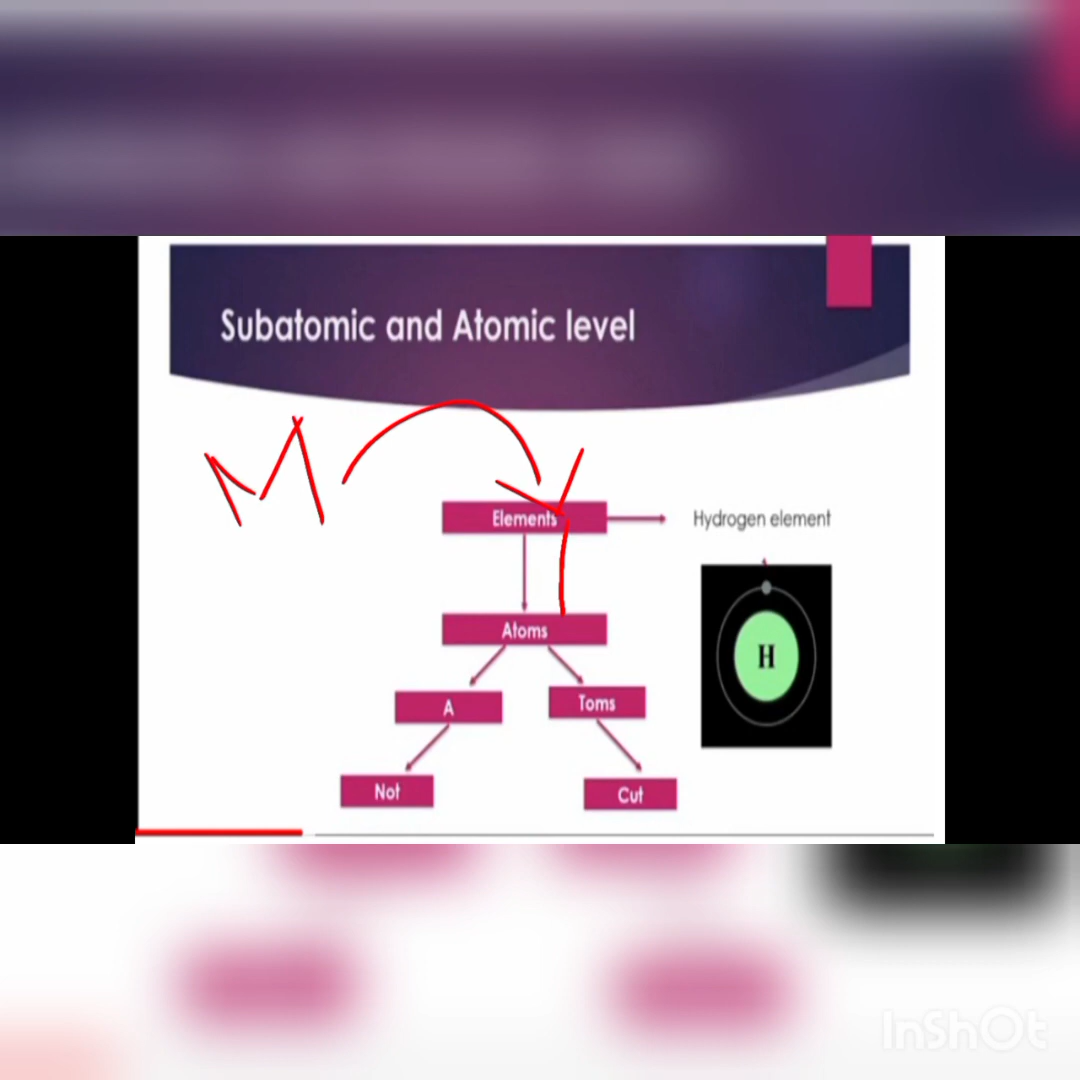 Subatomic and Atomic level
M
Elements
Hydrogen element
Atoms
H
A
Toms
Not
Cut
InShOt